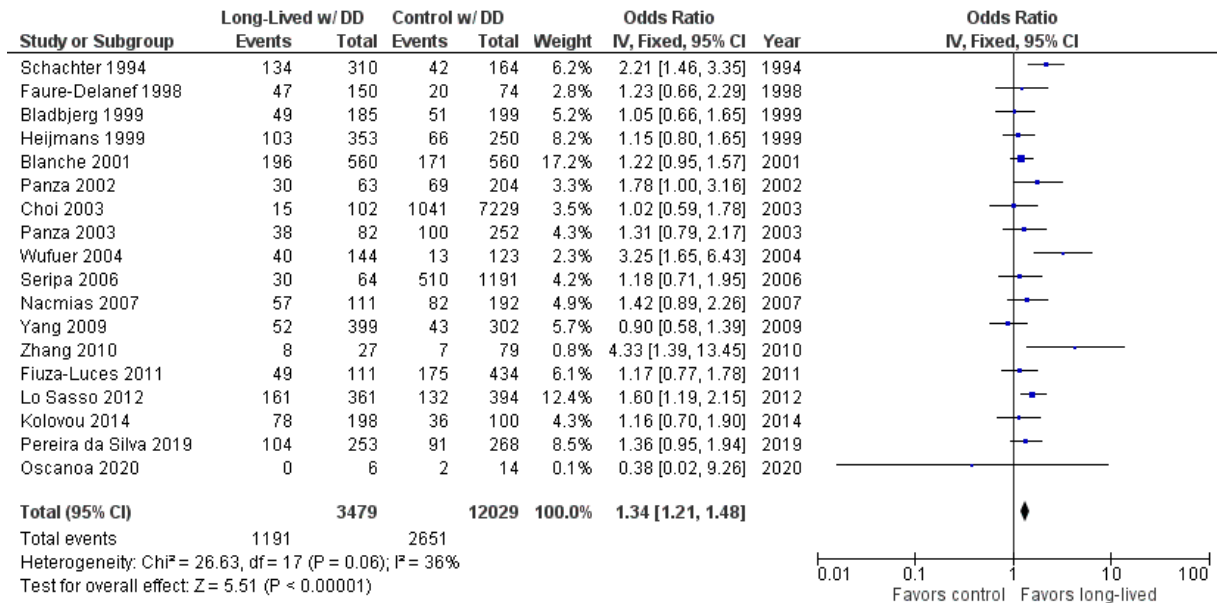 Long-Lived w/ DD Control w/ DD Odds Ratio Odds Ratio
Study or Subgroup Events Total Events Total Weight IV, Fixed, 95% CI Year IV, Fixed, 95% CI
Schachter 1994 134 310 42 164 6.2% 2.21 [1.46, 3.35] 1994
Faure-Delanef 1998 47 150 20 74 2.8% 1.23 [0.66, 2.29] 1998
Bladbjerg 1999 49 185 51 199 5.2% 1.05 [0.66, 1.65] 1999
Heijmans 1999 103 353 66 250 8.2% 1.15 [0.80, 1.65] 1999
Blanche 2001 196 560 171 560 17.2% 1.22 [0.95, 1.57] 2001
Panza 2002 30 63 69 204 3.3% 1.78 [1.00, 3.16] 2002
Choi 2003 15 102 1041 7229 3.5% 1.02 [0.59, 1.78] 2003
Panza 2003 38 82 100 252 4.3% 1.31 [0.79, 2.17] 2003
Wufuer 2004 40 144 13 123 2.3% 3.25 [1.65, 6.43] 2004
Seripa 2006 30 64 510 1191 4.3% 1.18 [0.71, 1.95] 2006
Nacmias 2007 57 111 82 192 4.9% 1.42 [0.89, 2.26] 2007
Yang 2009 52 399 43 302 5.7% 0.90 [0.58, 1.39] 2009
Zhang 2010 8 27 7 79 0.8% 4.33 [1.39, 13.45] 2010
Fiuza-Luces 2011 49 111 175 434 6.1% 1.17 [0.77, 1.78] 2011
Lo Sasso 2012 161 361 132 394 12.4% 1.60 [1.19, 2.15] 2012
Kolovou 2014 78 198 36 100 4.4% 1.16 [0.70, 1.90] 2014
Pereira da Silva 2019 104 253 91 268 8.5% 1.36 [0.95, 1.94] 2019
Oscanoa 2020 0 6 2 14 0.1% 0.38 [0.02, 9.26] 2020
Total (95% CI) 3479 12029 100.0% 1.34 [1.21, 1.48]
Total events 1191 2651
Heterogeneity: Chi² = 26.63, df = 17 (P = 0.06); I² = 36%
Test for overall effect: Z = 5.51 (P < 0.00001)
0.01 0.1 1 10 100
Favors control Favors long-lived